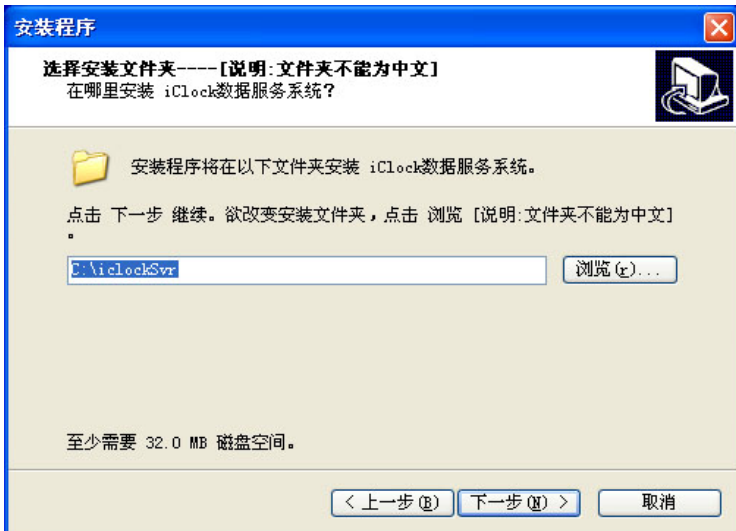 安装程序
选择安装文件夹----[说明:文件夹不能为中文]
在哪里安装 iClock数据服务系统?
安装程序将在以下文件夹安装 iClock数据服务系统。
点击 下一步 继续。欲改变安装文件夹,点击 浏览 [说明:文件夹不能为中文]
。
C:\iclockSvr
浏览(r)...
至少需要 32.0 MB 磁盘空间。
< 上一步(B) 下一步(N) > 取消